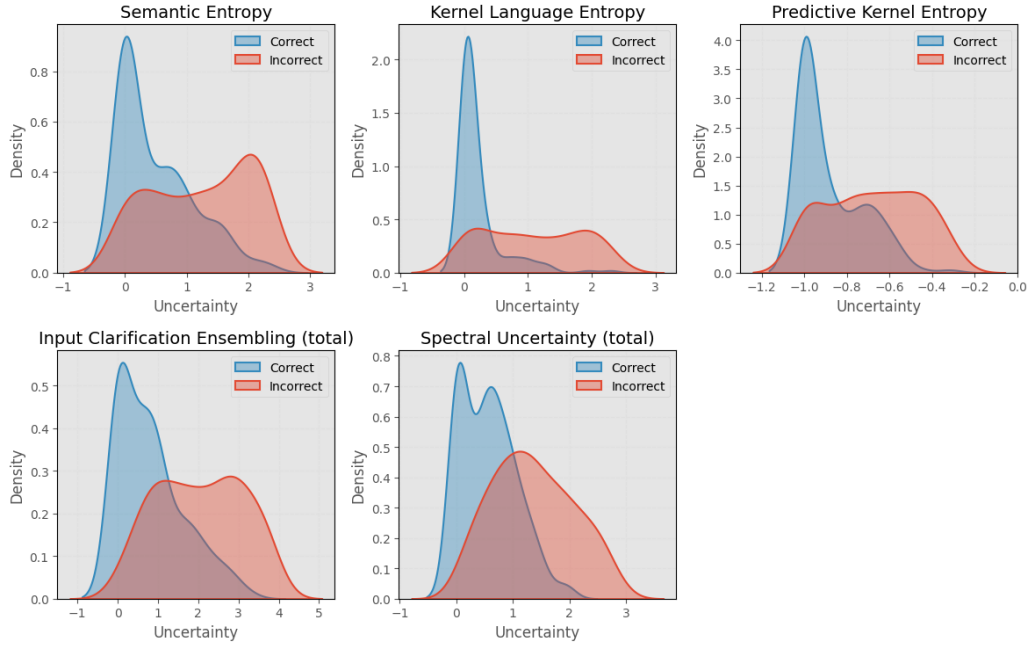 Semantic Entropy
Correct
Incorrect
Density
0.0
0.2
0.4
0.6
0.8
−1
0
1
2
3
Uncertainty
Kernel Language Entropy
Correct
Incorrect
Density
0.0
0.5
1.0
1.5
2.0
−1
0
1
2
3
Uncertainty
Predictive Kernel Entropy
Correct
Incorrect
Density
0.0
0.5
1.0
1.5
2.0
2.5
3.0
3.5
4.0
−1.2
−1.0
−0.8
−0.6
−0.4
−0.2
0.0
Uncertainty
Input Clarification Ensembling (total)
Correct
Incorrect
Density
0.0
0.1
0.2
0.3
0.4
0.5
−1
0
1
2
3
4
5
Uncertainty
Spectral Uncertainty (total)
Correct
Incorrect
Density
0.0
0.1
0.2
0.3
0.4
0.5
0.6
0.7
0.8
−1
0
1
2
3
Uncertainty